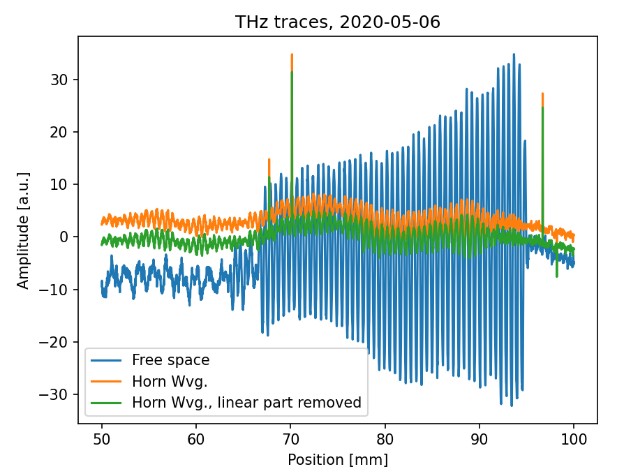 THz traces, 2020-05-06
Amplitude [a.u.]
30
20
10
0
−10
−20
−30
Free space
Horn Wvg.
Horn Wvg., linear part removed
50 60 70 80 90 100
Position [mm]